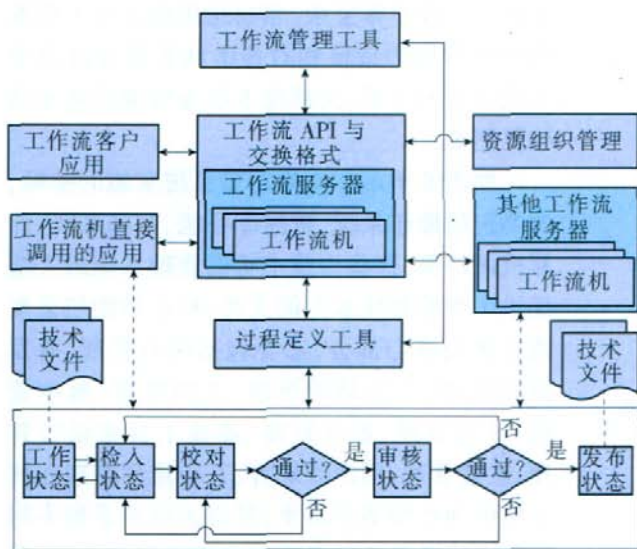 工作流管理工具
工作流客户
应用
工作流 API 与
交换格式
资源组织管理
工作流服务器
工作流机
工作流机直接
调用的应用
其他工作流
服务器
工作流机
技术
文件
过程定义工具
技术
文件
否
工作
状态
检入
状态
校对
状态
通过?
是
审核
状态
通过?
是
发布
状态
否
否